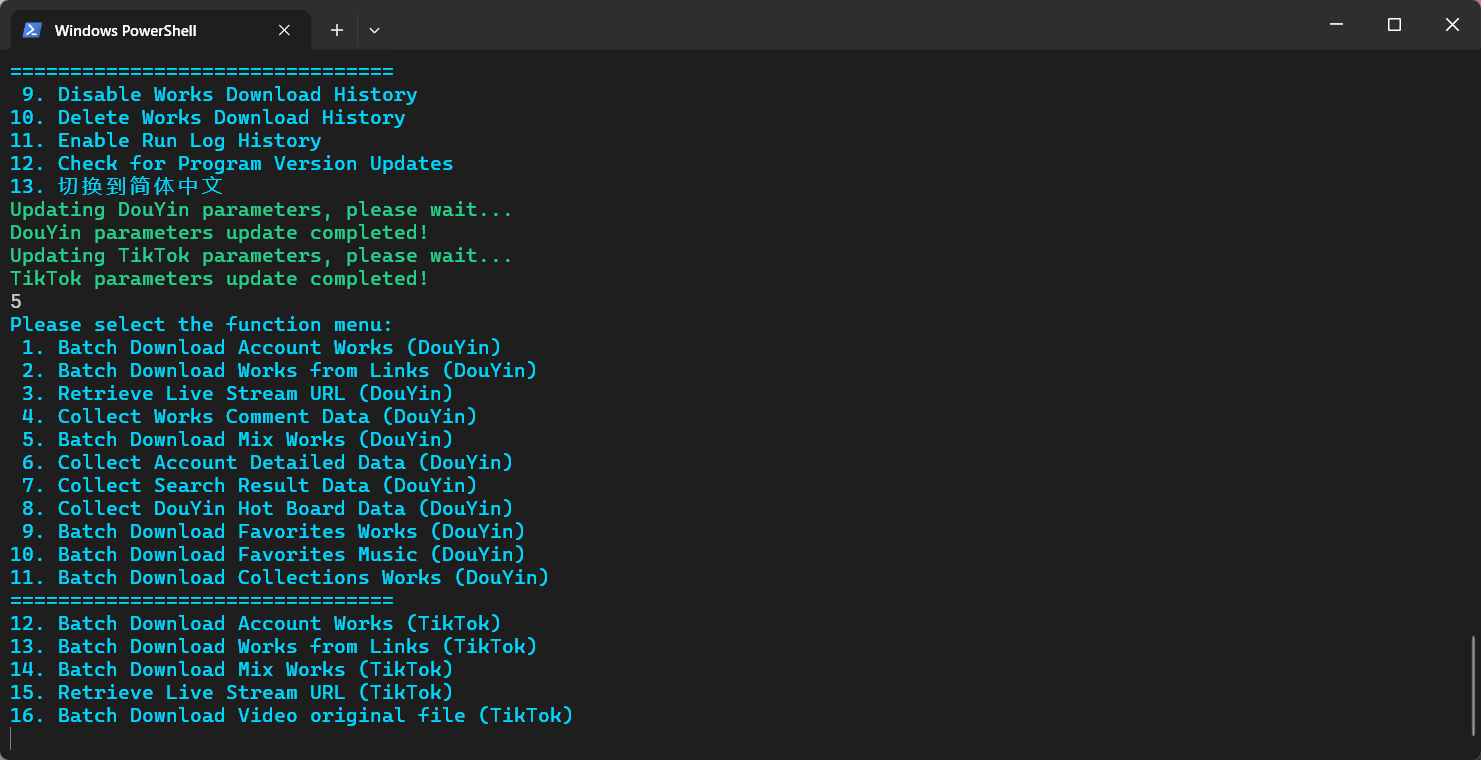 Windows PowerShell
================================
9. Disable Works Download History
10. Delete Works Download History
11. Enable Run Log History
12. Check for Program Version Updates
13. 切换到简体中文
Updating DouYin parameters, please wait...
DouYin parameters update completed!
Updating TikTok parameters, please wait...
TikTok parameters update completed!
5
Please select the function menu:
1. Batch Download Account Works (DouYin)
2. Batch Download Works from Links (DouYin)
3. Retrieve Live Stream URL (DouYin)
4. Collect Works Comment Data (DouYin)
5. Batch Download Mix Works (DouYin)
6. Collect Account Detailed Data (DouYin)
7. Collect Search Result Data (DouYin)
8. Collect DouYin Hot Board Data (DouYin)
9. Batch Download Favorites Works (DouYin)
10. Batch Download Favorites Music (DouYin)
11. Batch Download Collections Works (DouYin)
================================
12. Batch Download Account Works (TikTok)
13. Batch Download Works from Links (TikTok)
14. Batch Download Mix Works (TikTok)
15. Retrieve Live Stream URL (TikTok)
16. Batch Download Video original file (TikTok)